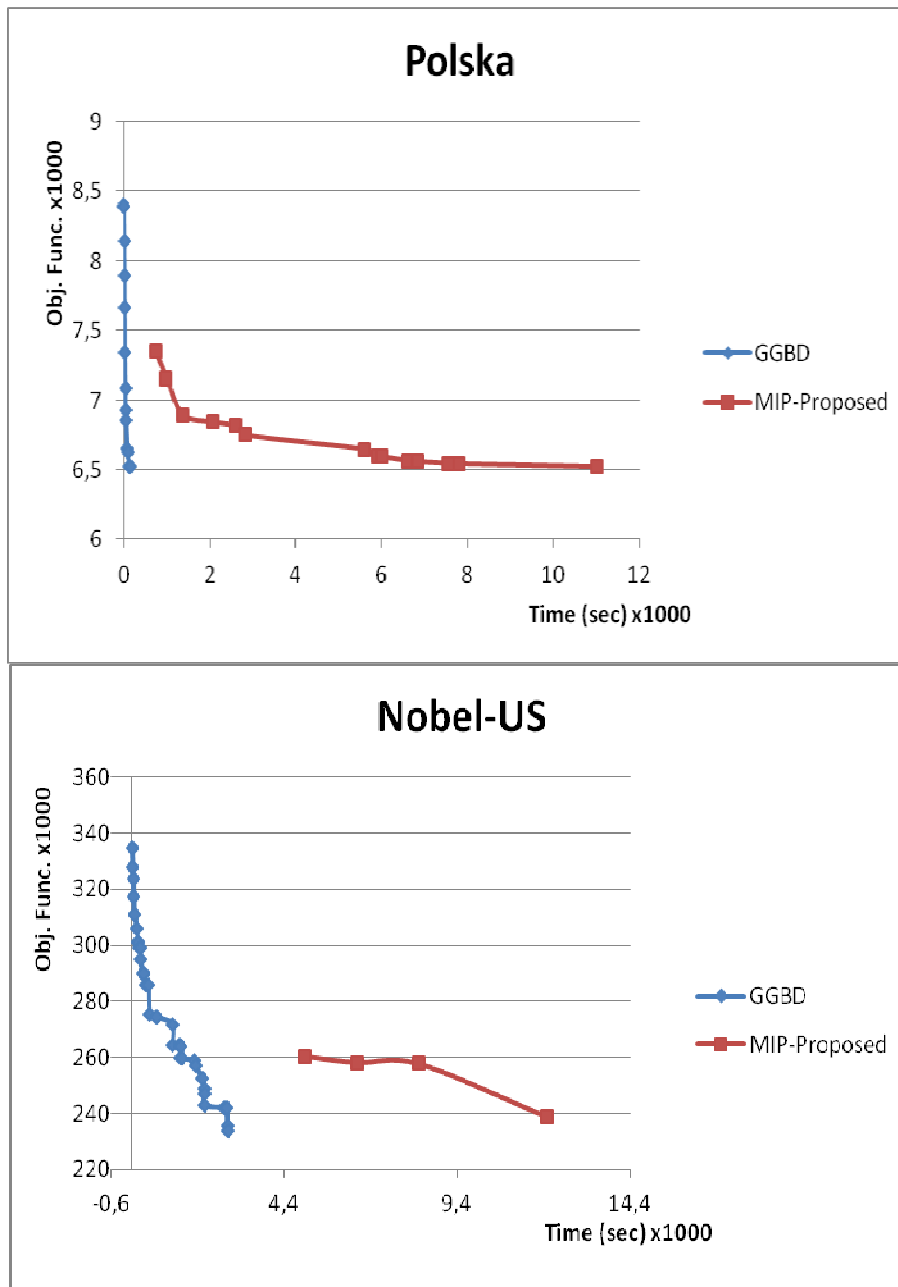 Polska
Obj. Func. x1000
9
8,5
8
7,5
7
6,5
6
0 2 4 6 8 10 12
Time (sec) x1000
GGBD
MIP-Proposed
Nobel-US
Obj. Func. x1000
360
340
320
300
280
260
240
220
-0,6 4,4 9,4 14,4
Time (sec) x1000
GGBD
MIP-Proposed